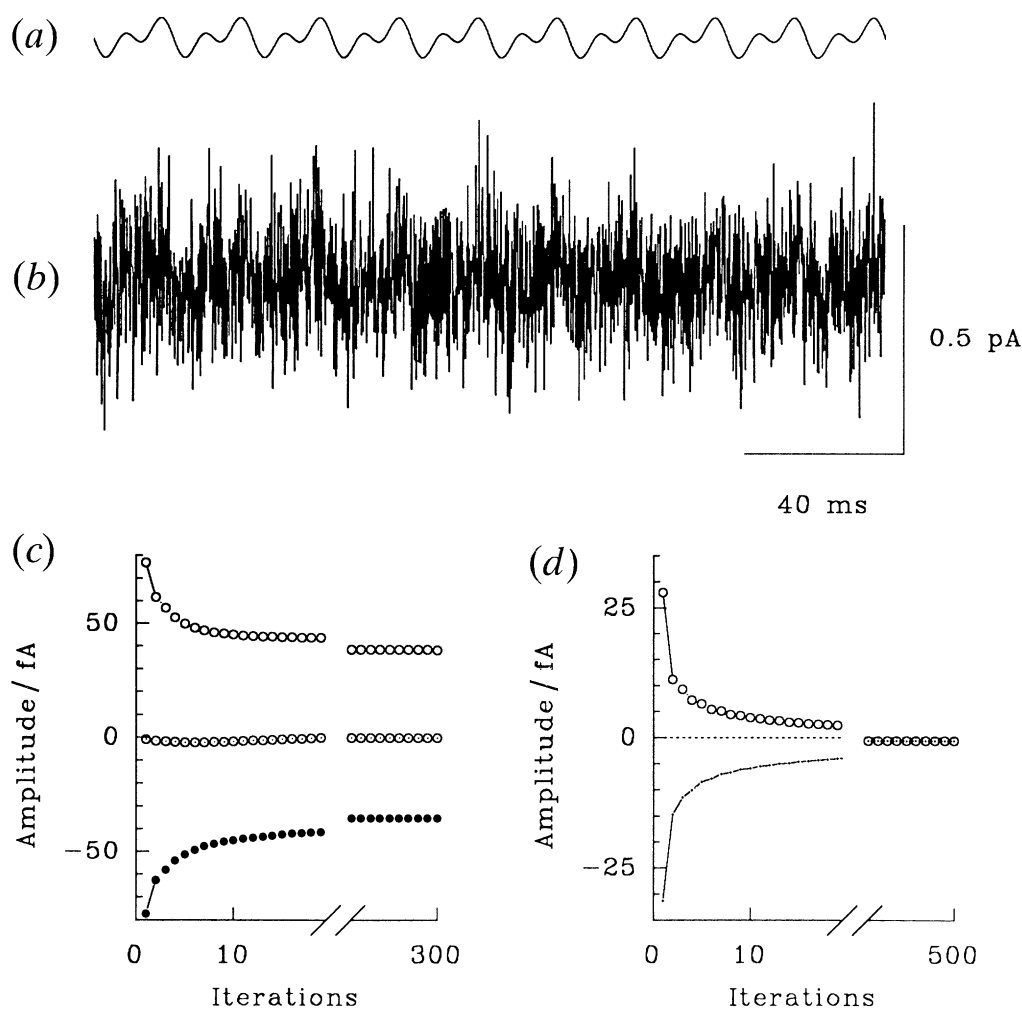 (a)
(b)
0.5 pA
40 ms
(c)
50
0
−50
Amplitude / fA
0 10 300
Iterations
(d)
25
0
−25
Amplitude / fA
0 10 500
Iterations